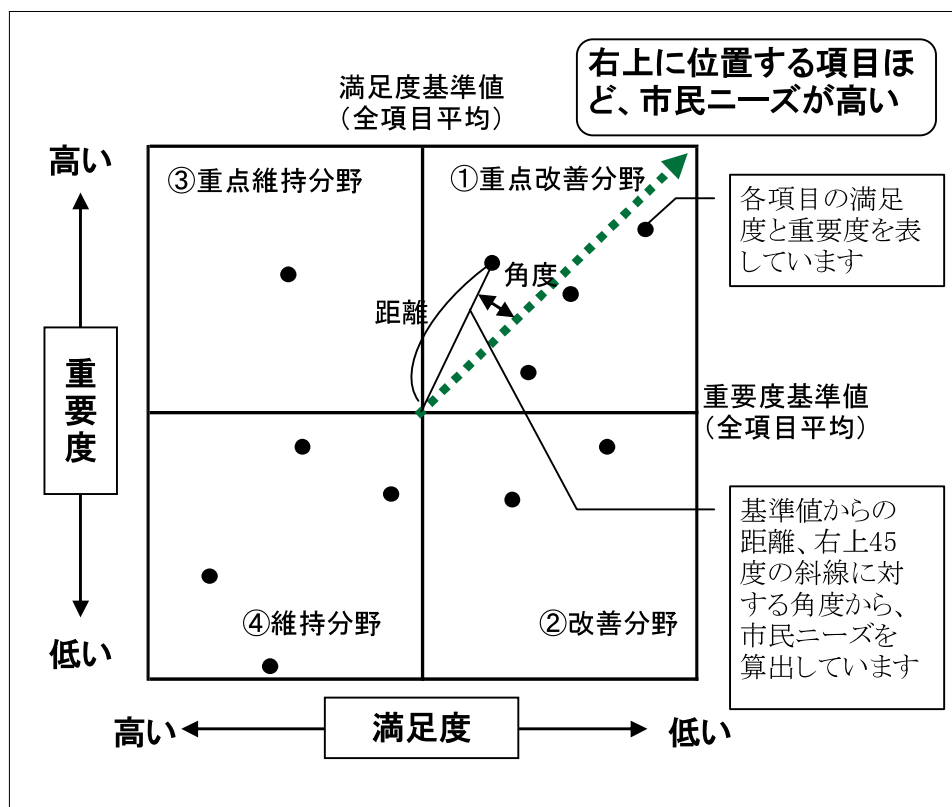 右上に位置する項目ほ
ど、市民ニーズが高い
満足度基準値
（全項目平均）
高い
③重点維持分野
①重点改善分野
各項目の満足
度と重要度を表
しています
角度
距離
重要度
重要度基準値
（全項目平均）
基準値からの
距離、右上45
度の斜線に対
する角度から、
市民ニーズを
算出しています
④維持分野
②改善分野
低い
高い
満足度
低い